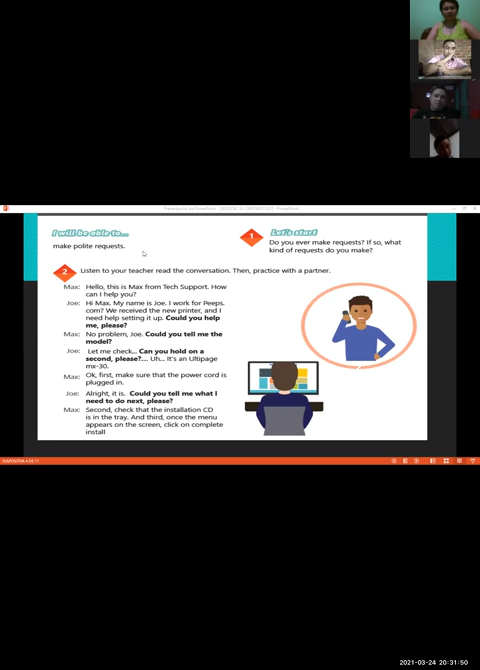 I will be able to...
make polite requests.
1
Let's start
Do you ever make requests? If so, what
kind of requests do you make?
2
Listen to your teacher read the conversation. Then, practice with a partner.
Max: Hello, this is Max from Tech Support. How
can I help you?
Joe: Hi Max. My name is Joe. I work for Peeps.
com? We received the new printer, and I
need help setting it up. Could you help
me, please?
Max: No problem, Joe. Could you tell me the
model?
Joe: Let me check... Can you hold on a
second, please?.... Uh... It's an Ultipage
mx-30.
Max: Ok, first, make sure that the power cord is
plugged in.
Joe: Alright, it is. Could you tell me what I
need to do next, please?
Max: Second, check that the installation CD
is in the tray. And third, once the menu
appears on the screen, click on complete
install
DIAPOSITIVA 4 DE 11
2021-03-24 20:31:50